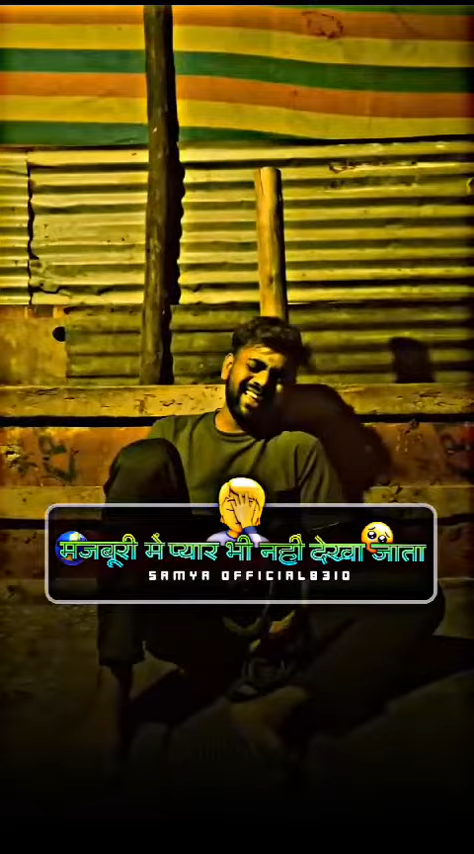 मजबूरी मे प्यार भी नहीं देखा जाता
SAMYA OFFICIAL8310